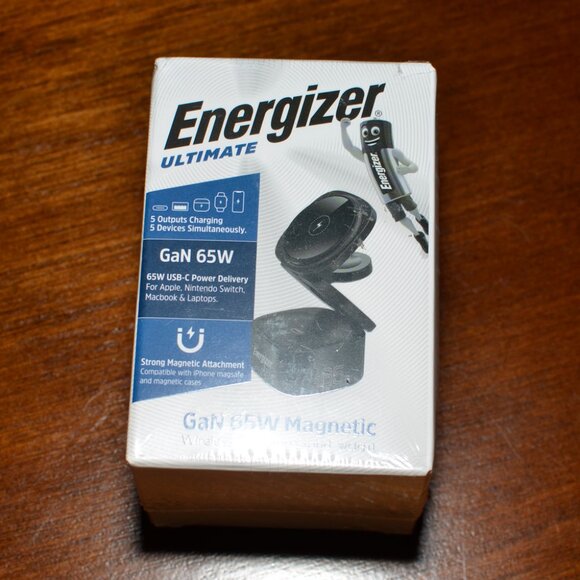 Energizer®
ULTIMATE
Energizer
5 Outputs Charging
5 Devices Simultaneously.
GaN 65W
65W USB-C Power Delivery
For Apple, Nintendo Switch,
Macbook & Laptops.
Strong Magnetic Attachment
Compatible with iPhone magsafe
and magnetic cases
GaN 65W Magnetic